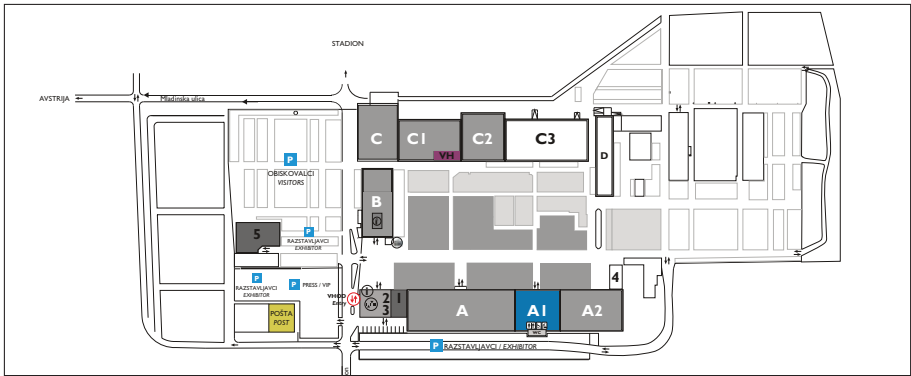 STADION
AVSTRIJA
Mladinska ulica
C
C1
C2
C3
VH
D
P
OBISKOVALCI
VISITORS
B
5
P
RAZSTAVLJAVCI
EXHIBITOR
P
RAZSTAVLJAVCI
EXHIBITOR
P PRESS / VIP
4
VHOD
Entry
2
3
1
A
A1
A2
WC
POŠTA
POST
P RAZSTAVLJAVCI / EXHIBITOR